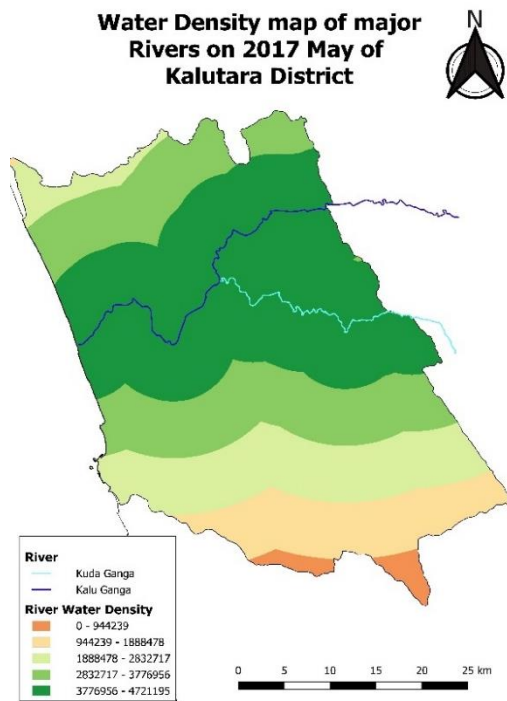 Water Density map of major
Rivers on 2017 May of
Kalutara District
N
River
Kuda Ganga
Kalu Ganga
River Water Density
0 - 944239
944239 - 1888478
1888478 - 2832717
2832717 - 3776956
3776956 - 4721195
0 5 10 15 20 25 km